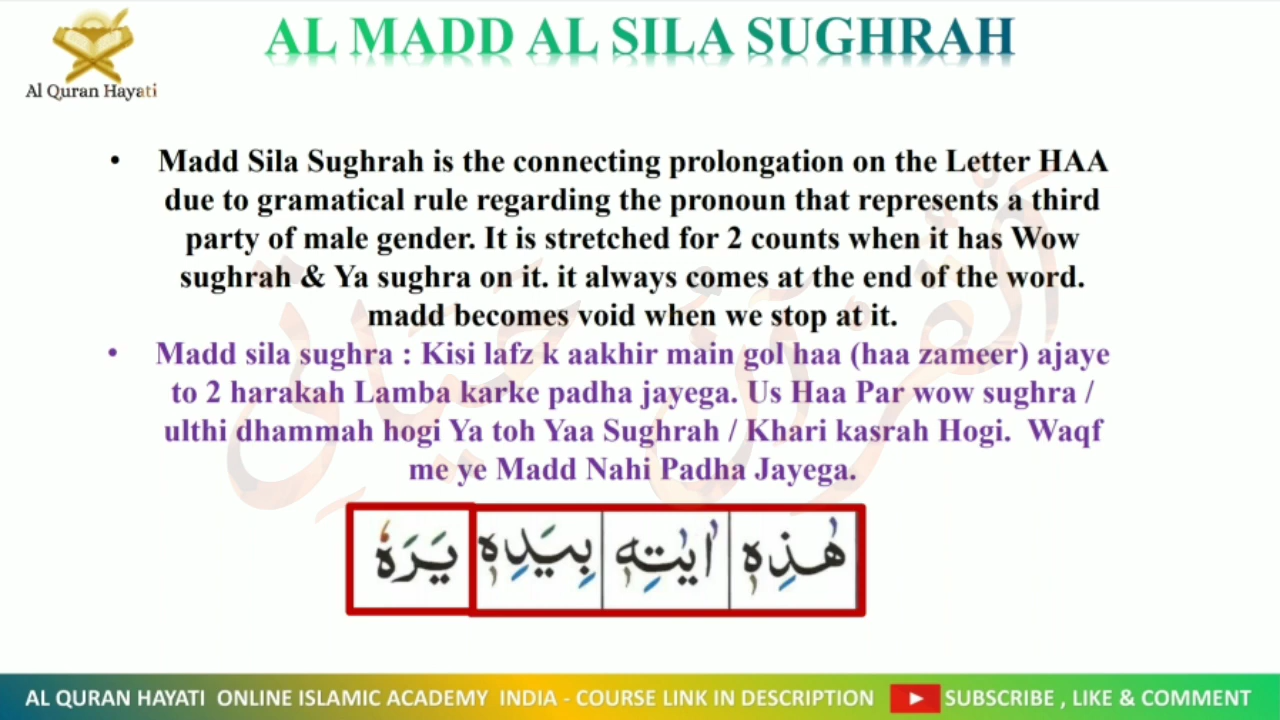 AL MADD AL SILA SUGHRAH
Al Quran Hayati
• Madd Sila Sughrah is the connecting prolongation on the Letter HAA
due to gramatical rule regarding the pronoun that represents a third
party of male gender. It is stretched for 2 counts when it has Wow
sughrah & Ya sughra on it. it always comes at the end of the word.
madd becomes void when we stop at it.
• Madd sila sughra : Kisi lafz k aakhir main gol haa (haa zameer) ajaye
to 2 harakah Lamba karke padha jayega. Us Haa Par wow sughra /
ulthi dhammah hogi Ya toh Yaa Sughrah / Khari kasrah Hogi. Waqf
me ye Madd Nahi Padha Jayega.
هٰذِهٖ اٰيٰتِهٖ بِيَدِهٖ يَرَهٗ
اَلْقُرْآن حَيَاتِي
AL QURAN HAYATI ONLINE ISLAMIC ACADEMY INDIA - COURSE LINK IN DESCRIPTION SUBSCRIBE , LIKE & COMMENT